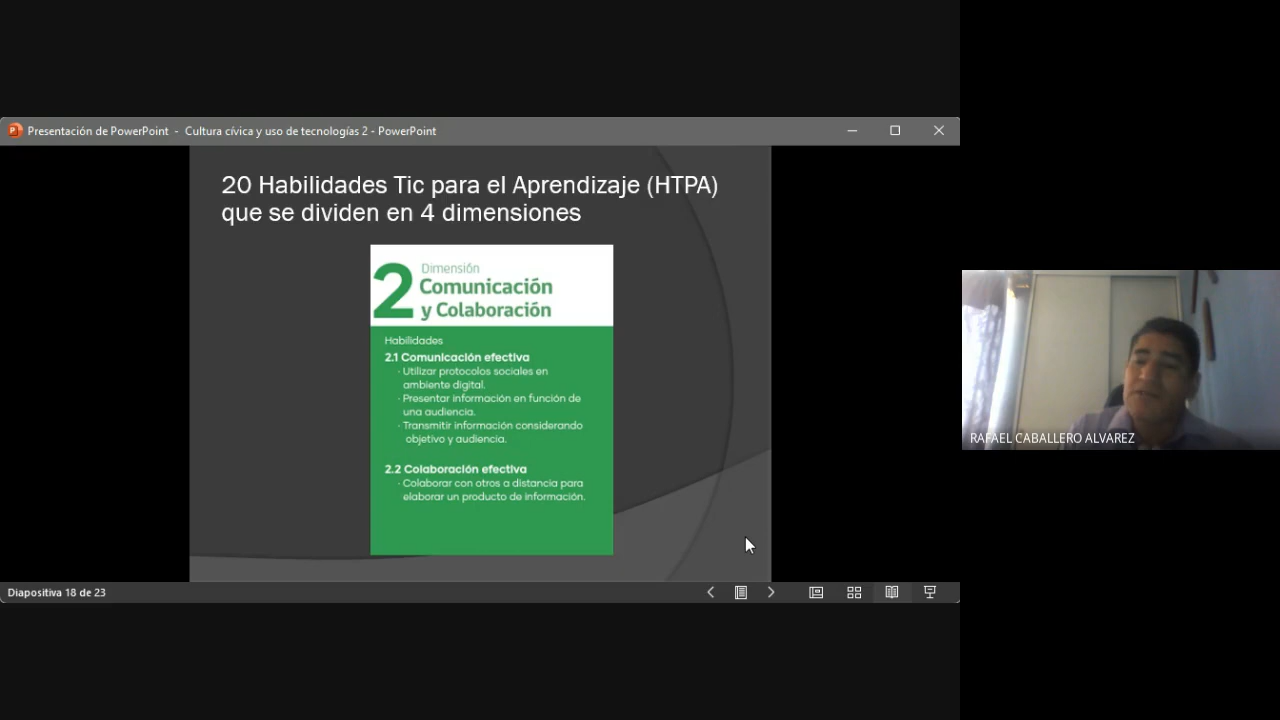 Presentación de PowerPoint - Cultura cívica y uso de tecnologías 2 - PowerPoint
20 Habilidades Tic para el Aprendizaje (HTPA)
que se dividen en 4 dimensiones
2
Dimensión
Comunicación
y Colaboración
Habilidades
2.1 Comunicación efectiva
· Utilizar protocolos sociales en
ambiente digital.
· Presentar información en función de
una audiencia.
· Transmitir información considerando
objetivo y audiencia.
2.2 Colaboración efectiva
· Colaborar con otros a distancia para
elaborar un producto de información.
RAFAEL CABALLERO ALVAREZ
Diapositiva 18 de 23